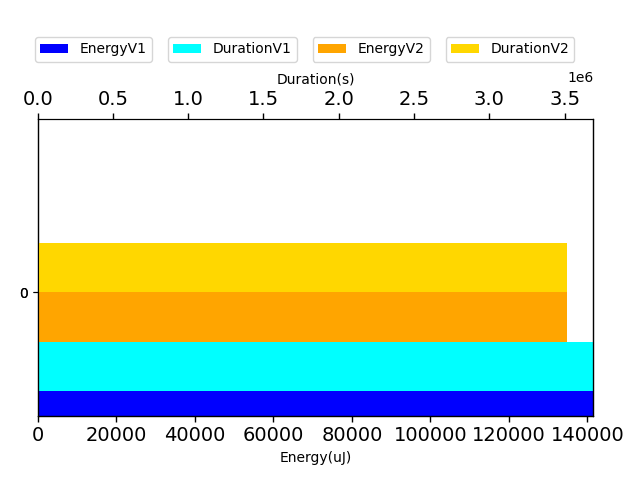 EnergyV1 DurationV1 EnergyV2 DurationV2
Duration(s)
1e6
0.0 0.5 1.0 1.5 2.0 2.5 3.0 3.5
0
0 20000 40000 60000 80000 100000 120000 140000
Energy(uJ)